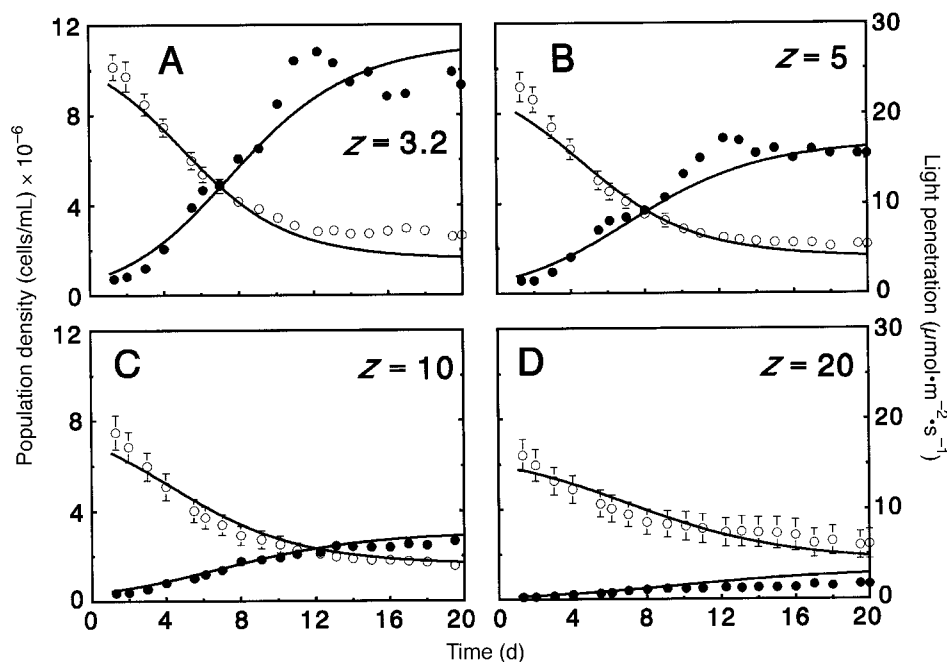 Population density (cells/mL) × 10⁻⁶
12
8
4
0
A
z = 3.2
B
z = 5
30
20
10
0
Light penetration (μmol•m⁻²•s⁻¹)
12
8
4
0
C
z = 10
D
z = 20
30
20
10
0
0 4 8 12 16 20
0 4 8 12 16 20
Time (d)